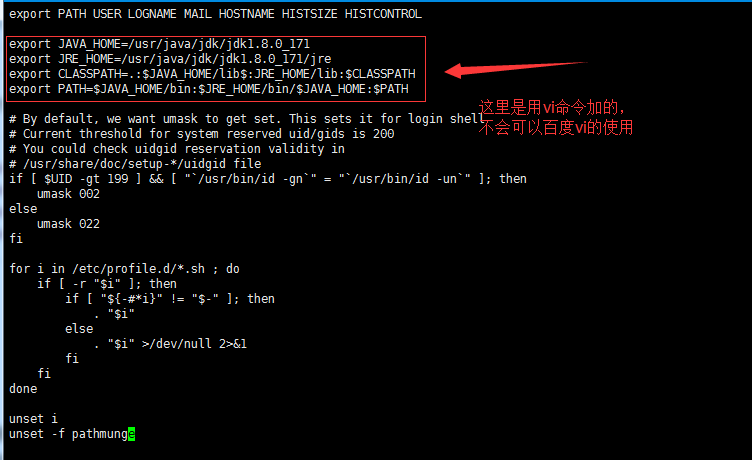 export PATH USER LOGNAME MAIL HOSTNAME HISTSIZE HISTCONTROL
export JAVA_HOME=/usr/java/jdk/jdk1.8.0_171
export JRE_HOME=/usr/java/jdk/jdk1.8.0_171/jre
export CLASSPATH=.:$JAVA_HOME/lib$:JRE_HOME/lib:$CLASSPATH
export PATH=$JAVA_HOME/bin:$JRE_HOME/bin/$JAVA_HOME:$PATH
这里是用vi命令加的，
不会可以百度vi的使用
# By default, we want umask to get set. This sets it for login shell
# Current threshold for system reserved uid/gids is 200
# You could check uidgid reservation validity in
# /usr/share/doc/setup-*/uidgid file
if [ $UID -gt 199 ] && [ "`/usr/bin/id -gn`" = "`/usr/bin/id -un`" ]; then
    umask 002
else
    umask 022
fi
for i in /etc/profile.d/*.sh ; do
    if [ -r "$i" ]; then
        if [ "${-#*i}" != "$-" ]; then
            . "$i"
        else
            . "$i" >/dev/null 2>&1
        fi
    fi
done
unset i
unset -f pathmunge